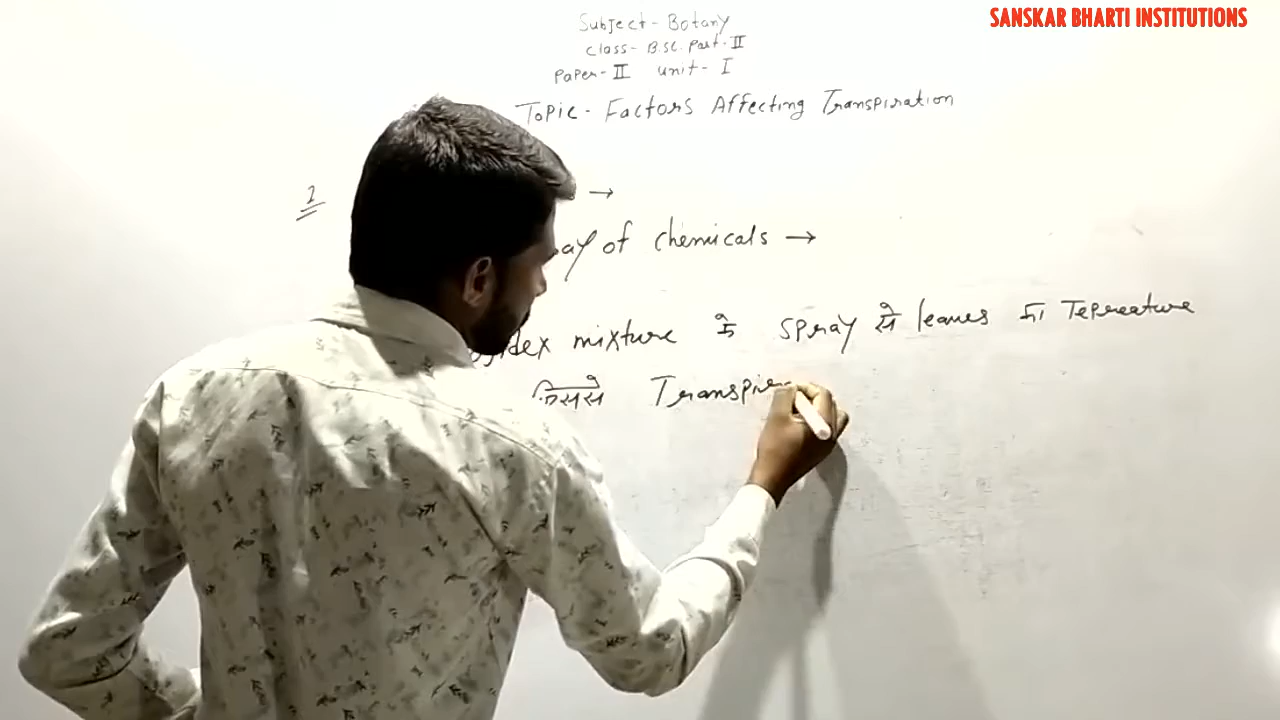 SANSKAR BHARTI INSTITUTIONS
Subject - Botany
Class - B.Sc. Part - II
Paper - II Unit - I
Topic - Factors Affecting Transpiration
2 →
of chemicals →
mixture के spray से leaves का Tepreature
जिससे Transpir